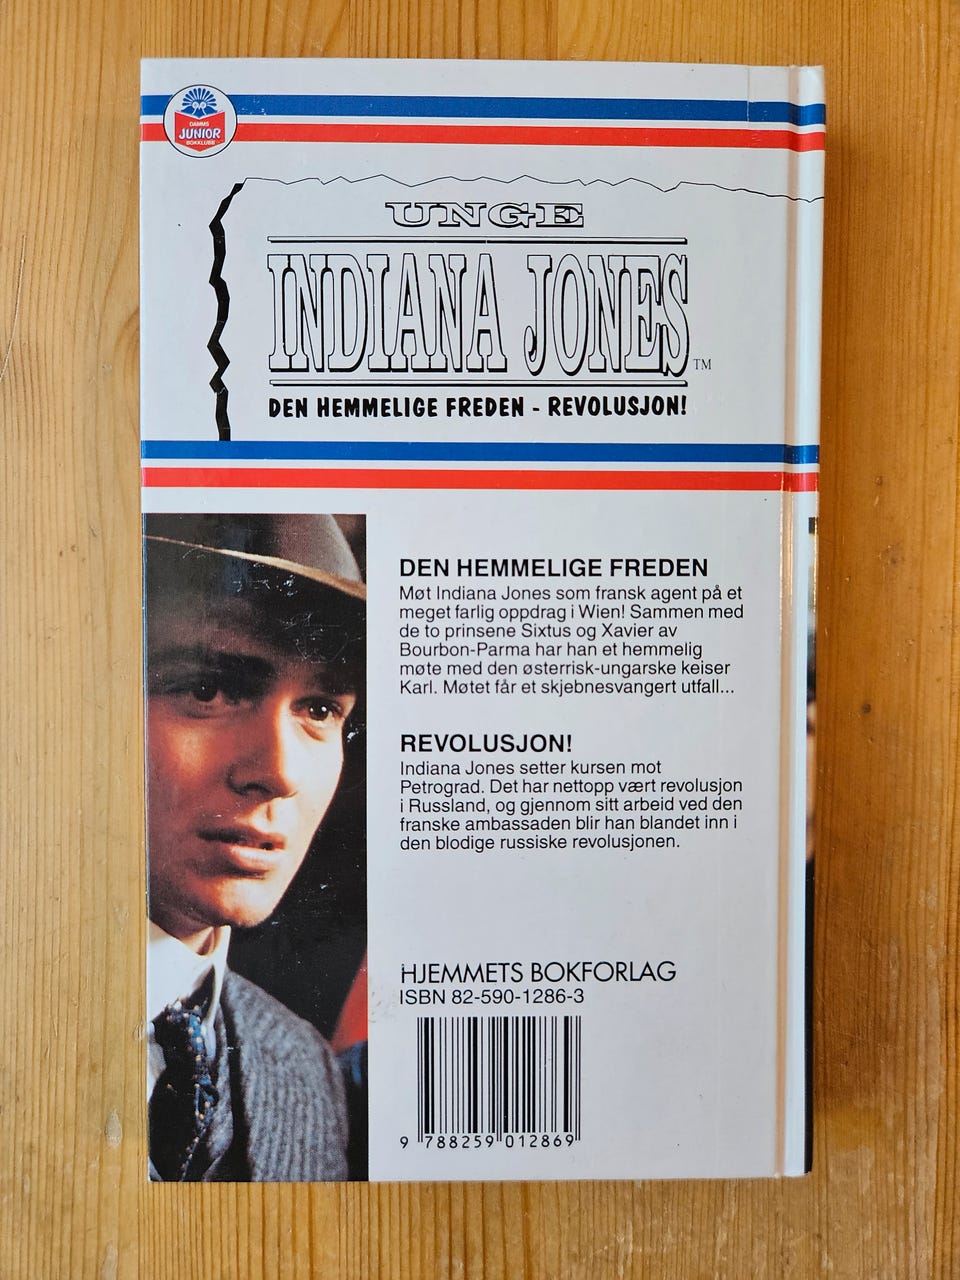 DAMMS
JUNIOR
BOKKLUBB
UNGE
INDIANA JONES™
DEN HEMMELIGE FREDEN - REVOLUSJON!
DEN HEMMELIGE FREDEN
Møt Indiana Jones som fransk agent på et
meget farlig oppdrag i Wien! Sammen med
de to prinsene Sixtus og Xavier av
Bourbon-Parma har han et hemmelig
møte med den østerrisk-ungarske keiser
Karl. Møtet får et skjebnesvangert utfall...
REVOLUSJON!
Indiana Jones setter kursen mot
Petrograd. Det har nettopp vært revolusjon
i Russland, og gjennom sitt arbeid ved den
franske ambassaden blir han blandet inn i
den blodige russiske revolusjonen.
HJEMMETS BOKFORLAG
ISBN 82-590-1286-3
9 788259 012869